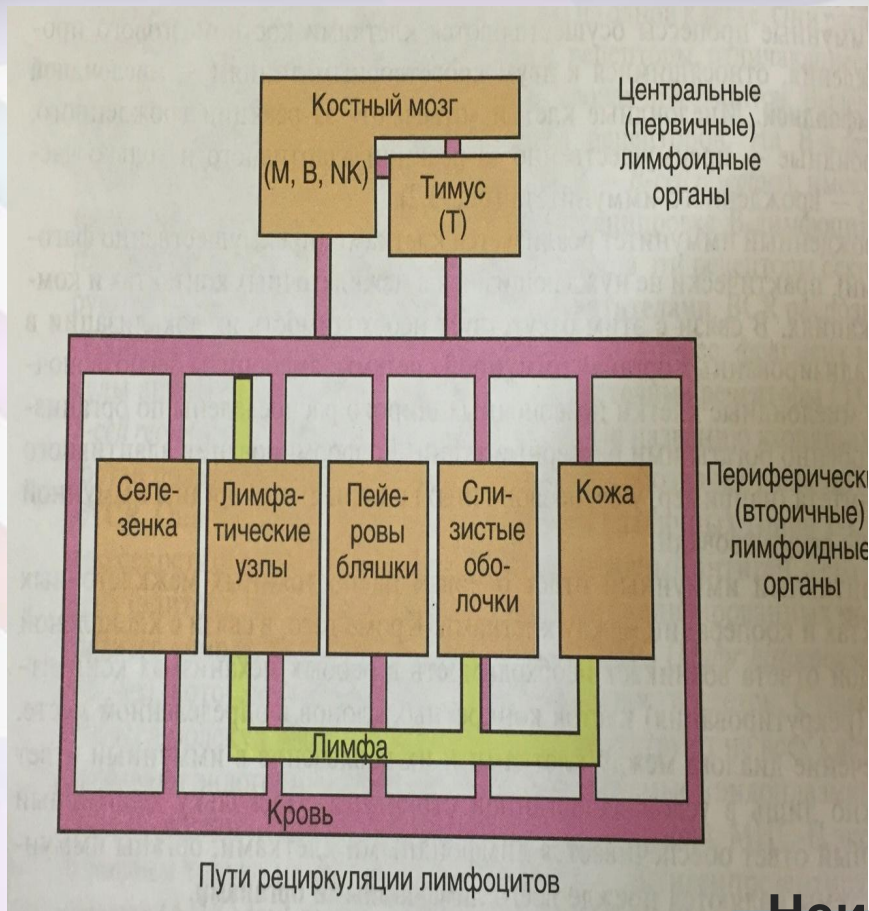 Костный мозг
(M, B, NK)
Тимус
(T)
Центральные
(первичные)
лимфоидные
органы
Селе-
зенка
Лимфа-
тические
узлы
Пейе-
ровы
бляшки
Сли-
зистые
обо-
лочки
Кожа
Периферическ
(вторичные)
лимфоидные
органы
Лимфа
Кровь
Пути рециркуляции лимфоцитов